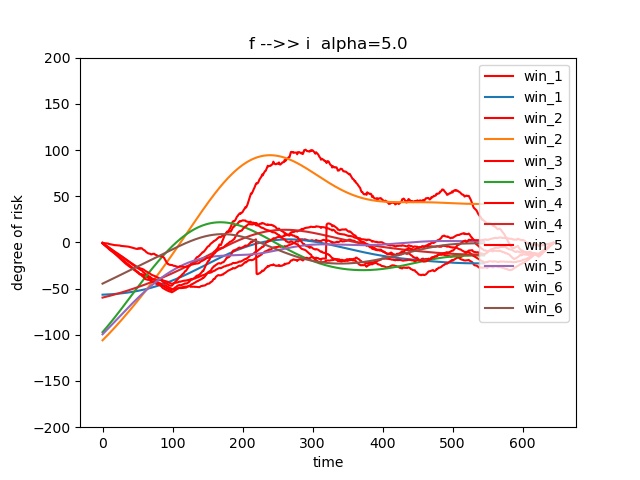 f -->> i  alpha=5.0
degree of risk
200
150
100
50
0
−50
−100
−150
−200
0
100
200
300
400
500
600
time
win_1
win_1
win_2
win_2
win_3
win_3
win_4
win_4
win_5
win_5
win_6
win_6